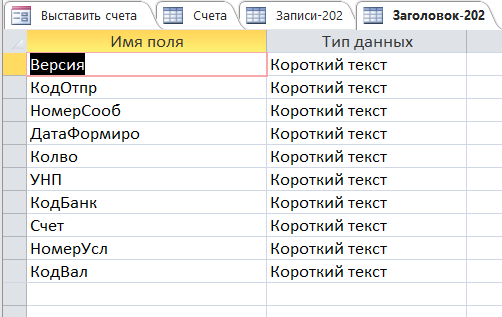 Выставить счета Счета Записи-202 Заголовок-202
Имя поля Тип данных
Версия Короткий текст
КодОтпр Короткий текст
НомерСооб Короткий текст
ДатаФормиро Короткий текст
Колво Короткий текст
УНП Короткий текст
КодБанк Короткий текст
Счет Короткий текст
НомерУсл Короткий текст
КодВал Короткий текст